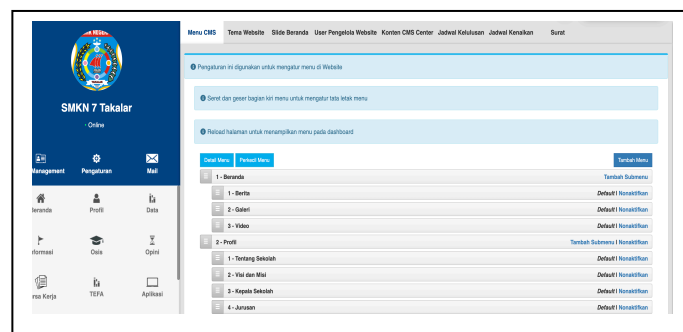 Menu CMS Tema Website Slide Beranda User Pengelola Website Konten CMS Center Jadwal Kelulusan Jadwal Kenaikan Surat
Pengaturan ini digunakan untuk mengatur menu di Website
Seret dan geser bagian kiri menu untuk mengatur tata letak menu
Reload halaman untuk menampilkan menu pada dashboard
SMKN 7 Takalar
- Online
Management Pengaturan Mail
Beranda Profil Data
nformasi Osis Opini
rsa Kerja TEFA Aplikasi
Detail Menu Perkecil Menu Tambah Menu
1 - Beranda Tambah Submenu
1 - Berita Default | Nonaktifkan
2 - Galeri Default | Nonaktifkan
3 - Video Default | Nonaktifkan
2 - Profil Tambah Submenu | Nonaktifkan
1 - Tentang Sekolah Default | Nonaktifkan
2 - Visi dan Misi Default | Nonaktifkan
3 - Kepala Sekolah Default | Nonaktifkan
4 - Jurusan Default | Nonaktifkan